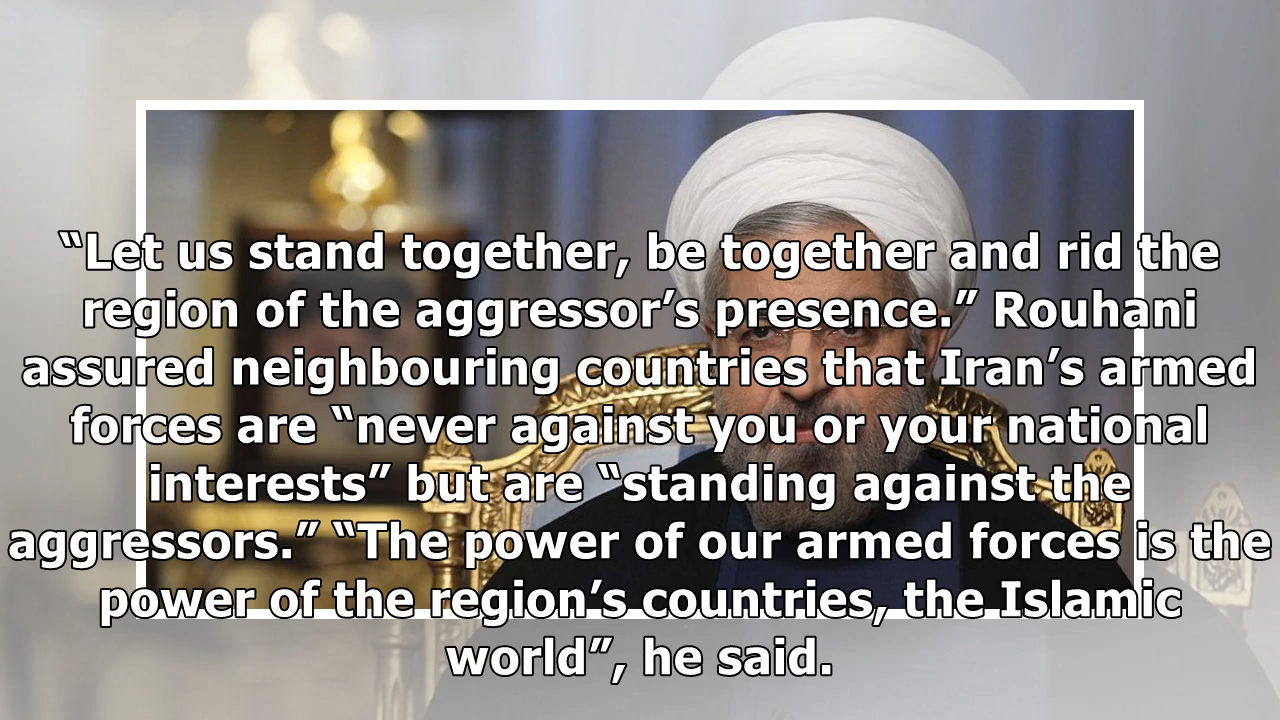 “Let us stand together, be together and rid the
region of the aggressor’s presence.” Rouhani
assured neighbouring countries that Iran’s armed
forces are “never against you or your national
interests” but are “standing against the
aggressors.” “The power of our armed forces is the
power of the region’s countries, the Islamic
world”, he said.